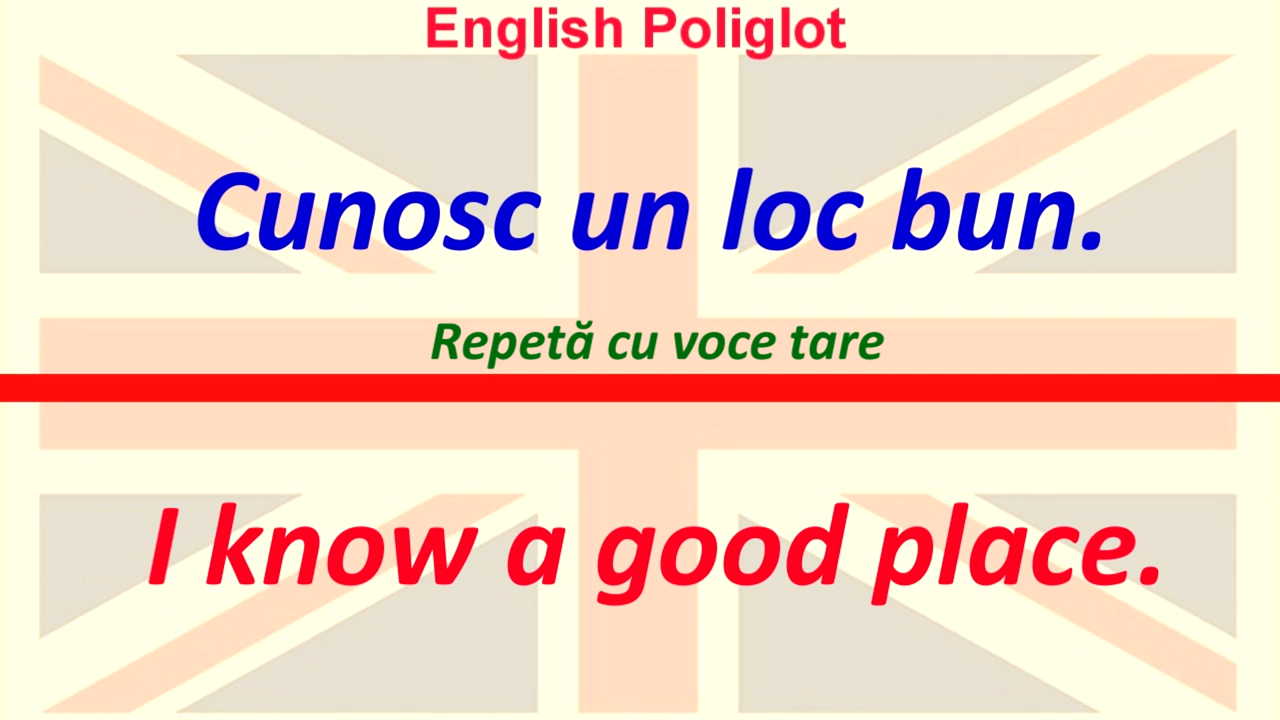 English Poliglot
Cunosc un loc bun.
Repetă cu voce tare
I know a good place.